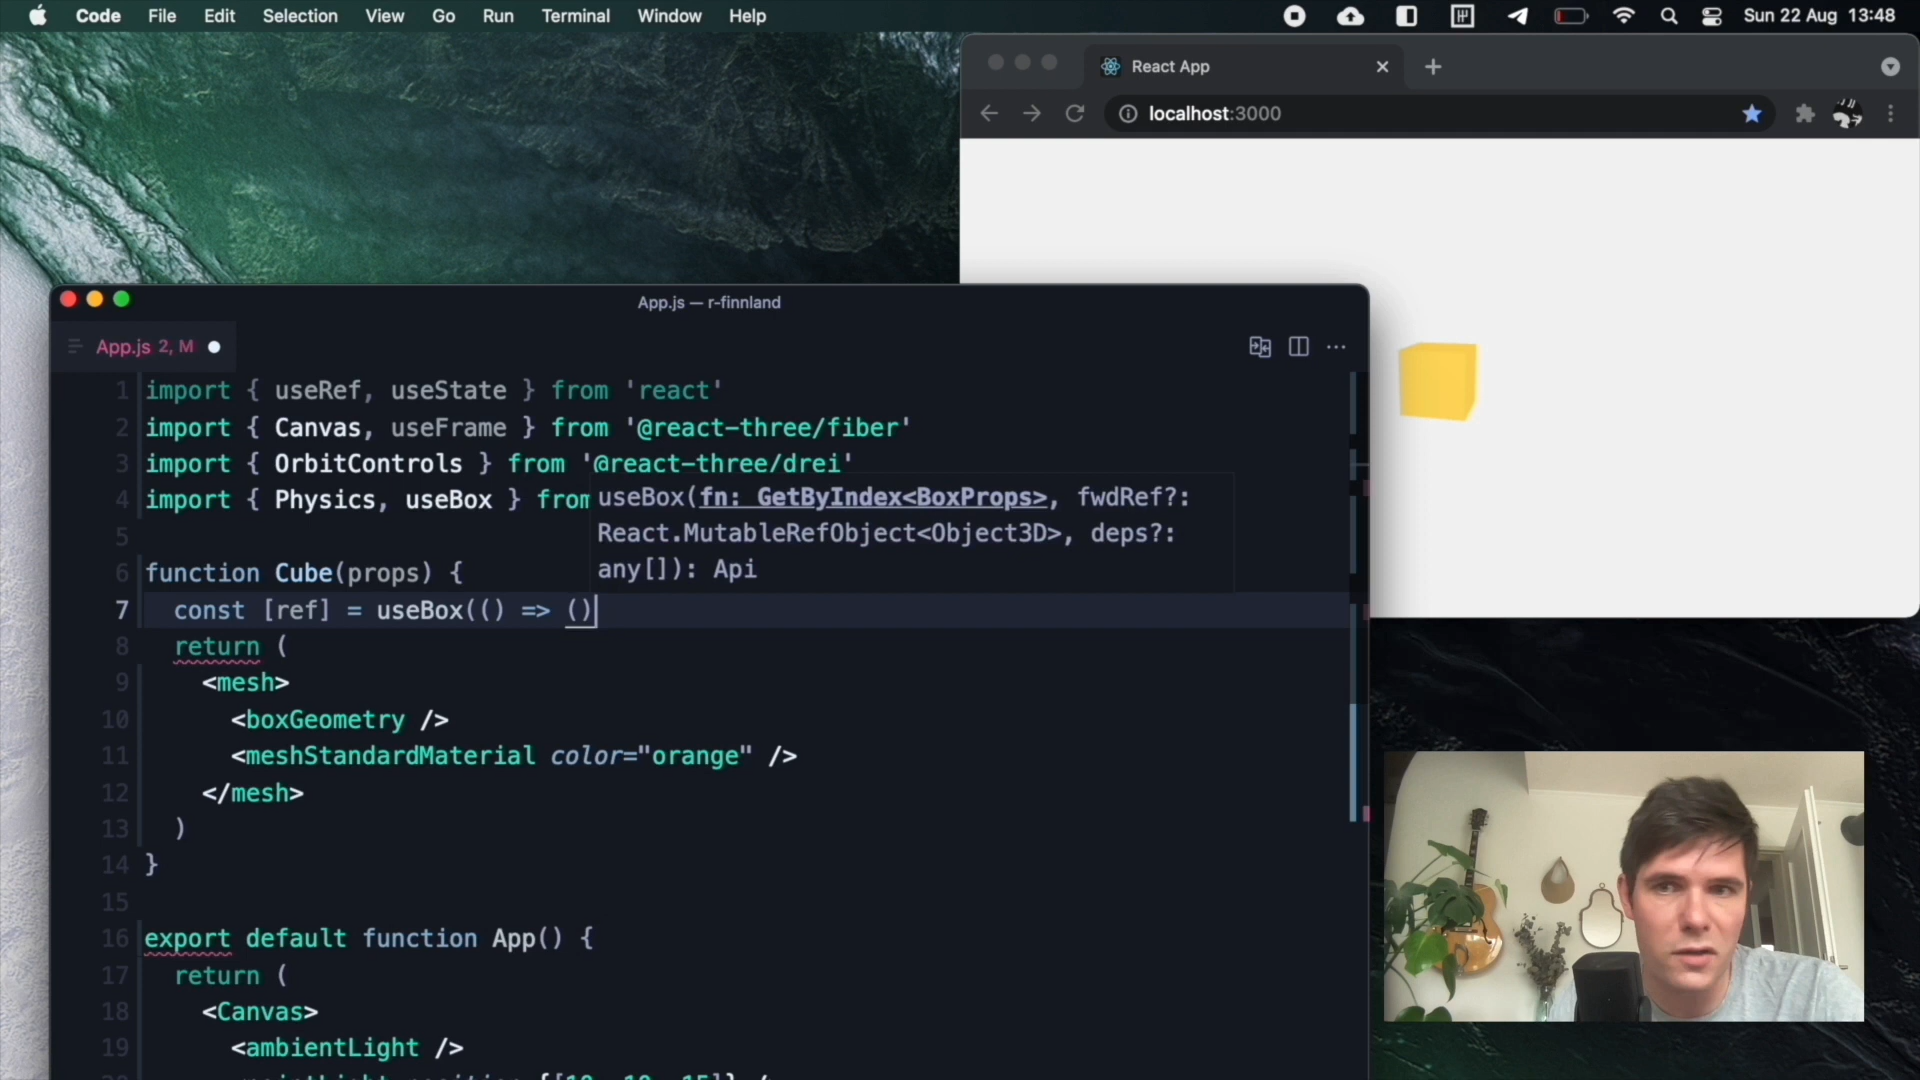 Code File Edit Selection View Go Run Terminal Window Help Sun 22 Aug 13:48
React App
localhost:3000
App.js — r-finnland
App.js 2, M
1 import { useRef, useState } from 'react'
2 import { Canvas, useFrame } from '@react-three/fiber'
3 import { OrbitControls } from '@react-three/drei'
4 import { Physics, useBox } from
useBox(fn: GetByIndex<BoxProps>, fwdRef?:
React.MutableRefObject<Object3D>, deps?:
any[]): Api
5
6 function Cube(props) {
7 const [ref] = useBox(() => ()
8 return (
9 <mesh>
10 <boxGeometry />
11 <meshStandardMaterial color="orange" />
12 </mesh>
13 )
14 }
15
16 export default function App() {
17 return (
18 <Canvas>
19 <ambientLight />